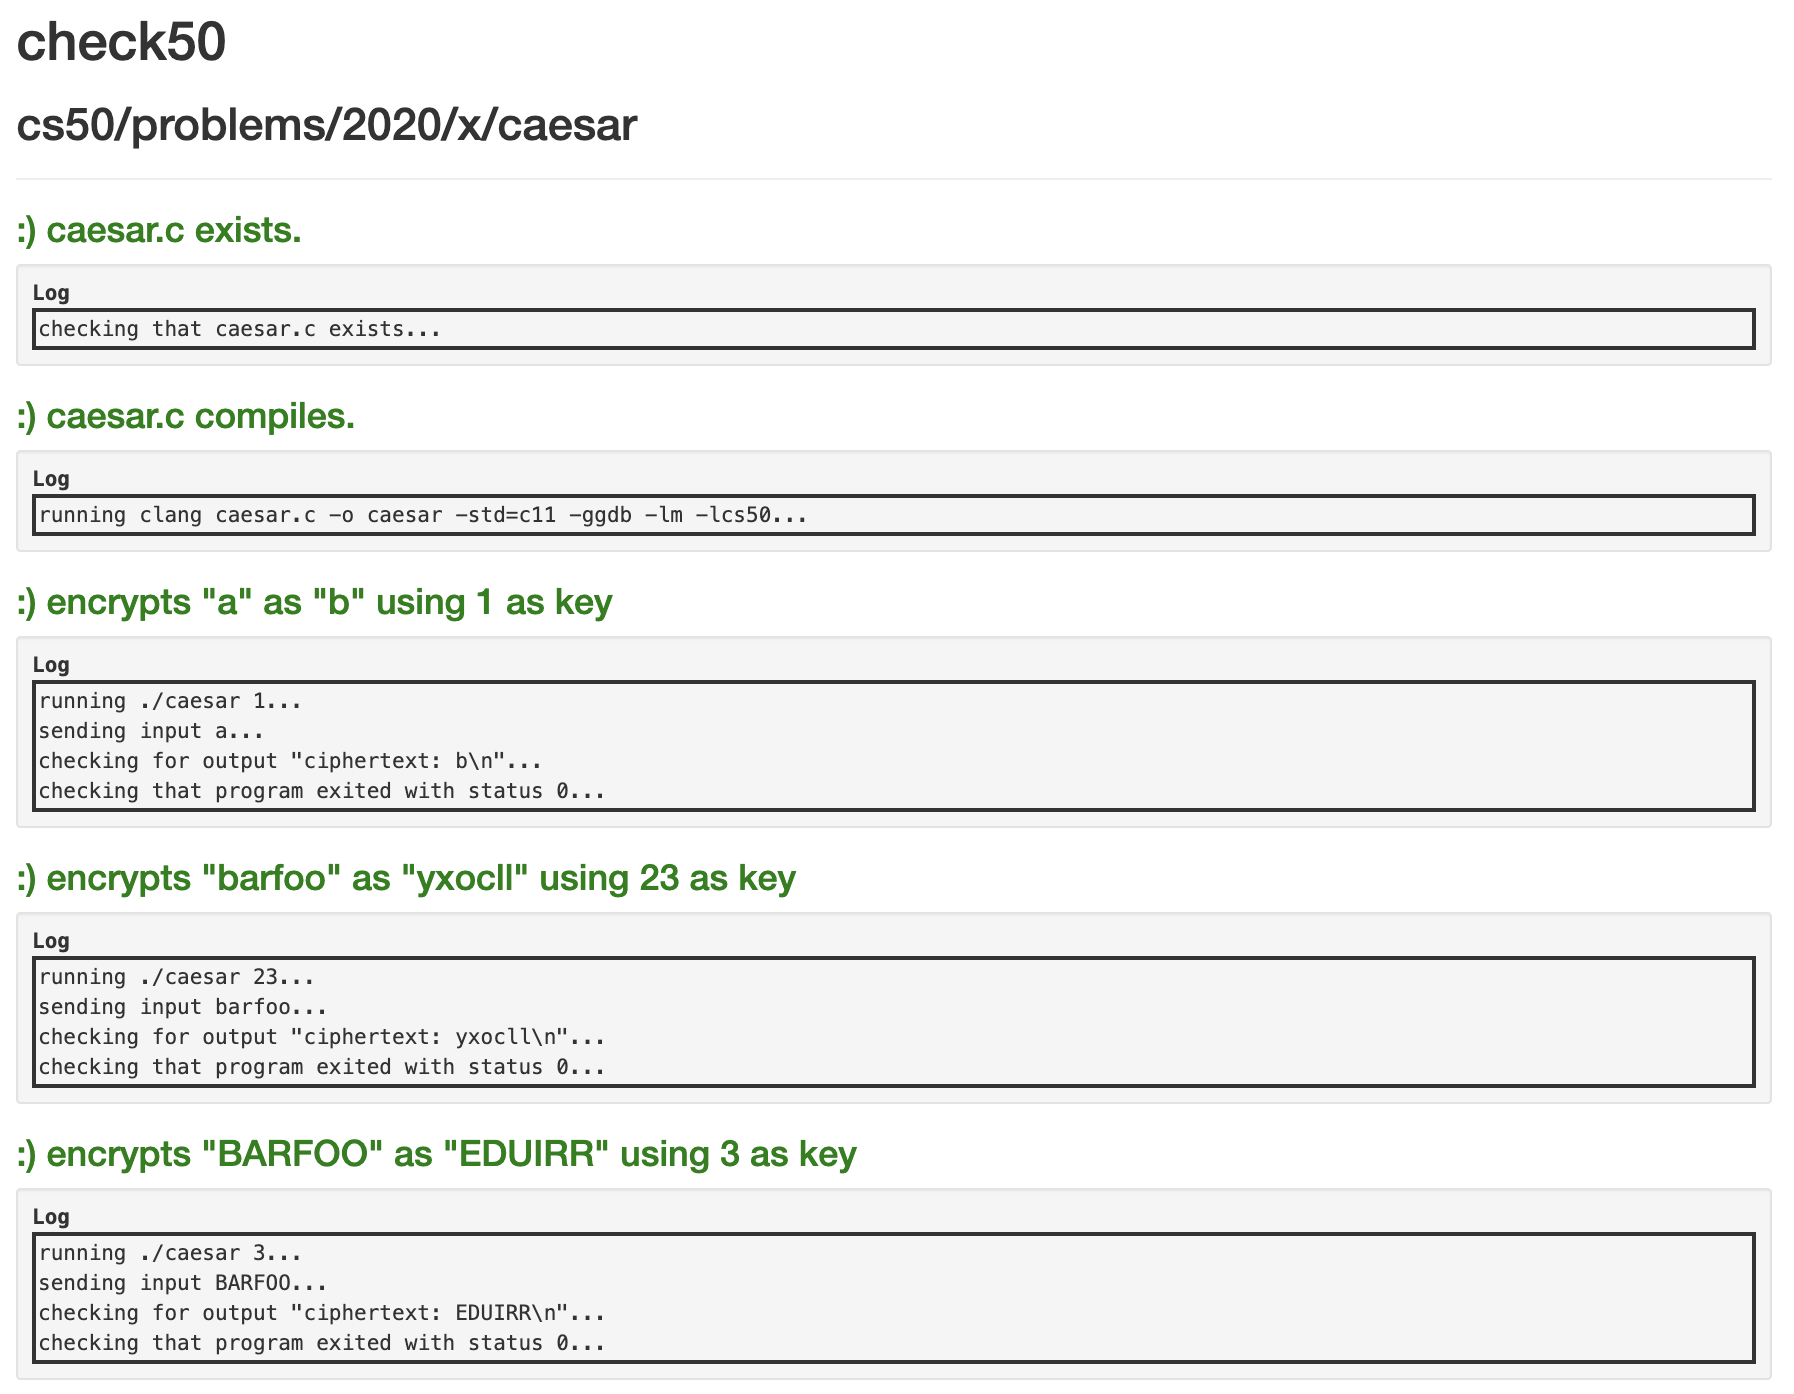 check50
cs50/problems/2020/x/caesar
:) caesar.c exists.
Log
checking that caesar.c exists...
:) caesar.c compiles.
Log
running clang caesar.c -o caesar -std=c11 -ggdb -lm -lcs50...
:) encrypts "a" as "b" using 1 as key
Log
running ./caesar 1...
sending input a...
checking for output "ciphertext: b\n"...
checking that program exited with status 0...
:) encrypts "barfoo" as "yxocll" using 23 as key
Log
running ./caesar 23...
sending input barfoo...
checking for output "ciphertext: yxocll\n"...
checking that program exited with status 0...
:) encrypts "BARFOO" as "EDUIRR" using 3 as key
Log
running ./caesar 3...
sending input BARFOO...
checking for output "ciphertext: EDUIRR\n"...
checking that program exited with status 0...